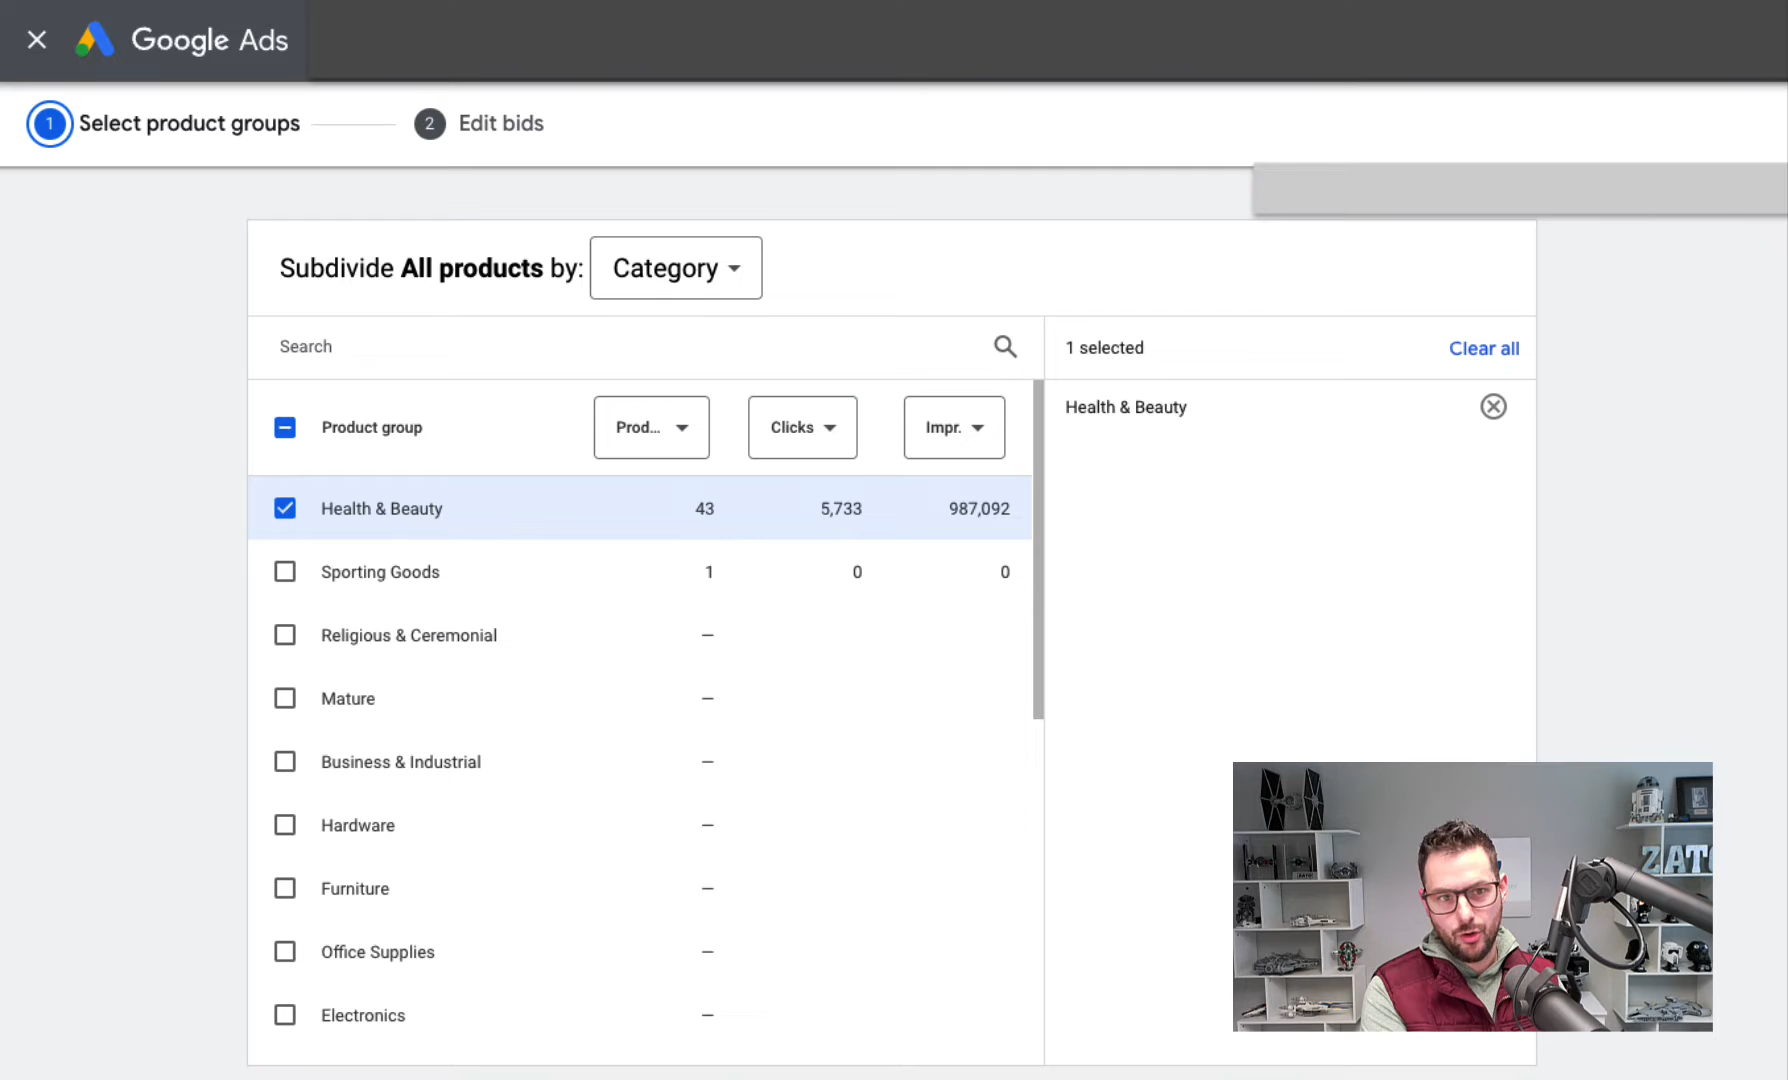 Google Ads
1 Select product groups
2 Edit bids
Subdivide All products by: Category
Search
1 selected
Clear all
Product group
Prod...
Clicks
Impr.
Health & Beauty
Health & Beauty 43 5,733 987,092
Sporting Goods 1 0 0
Religious & Ceremonial —
Mature —
Business & Industrial —
Hardware —
Furniture —
Office Supplies —
Electronics —
ZATO